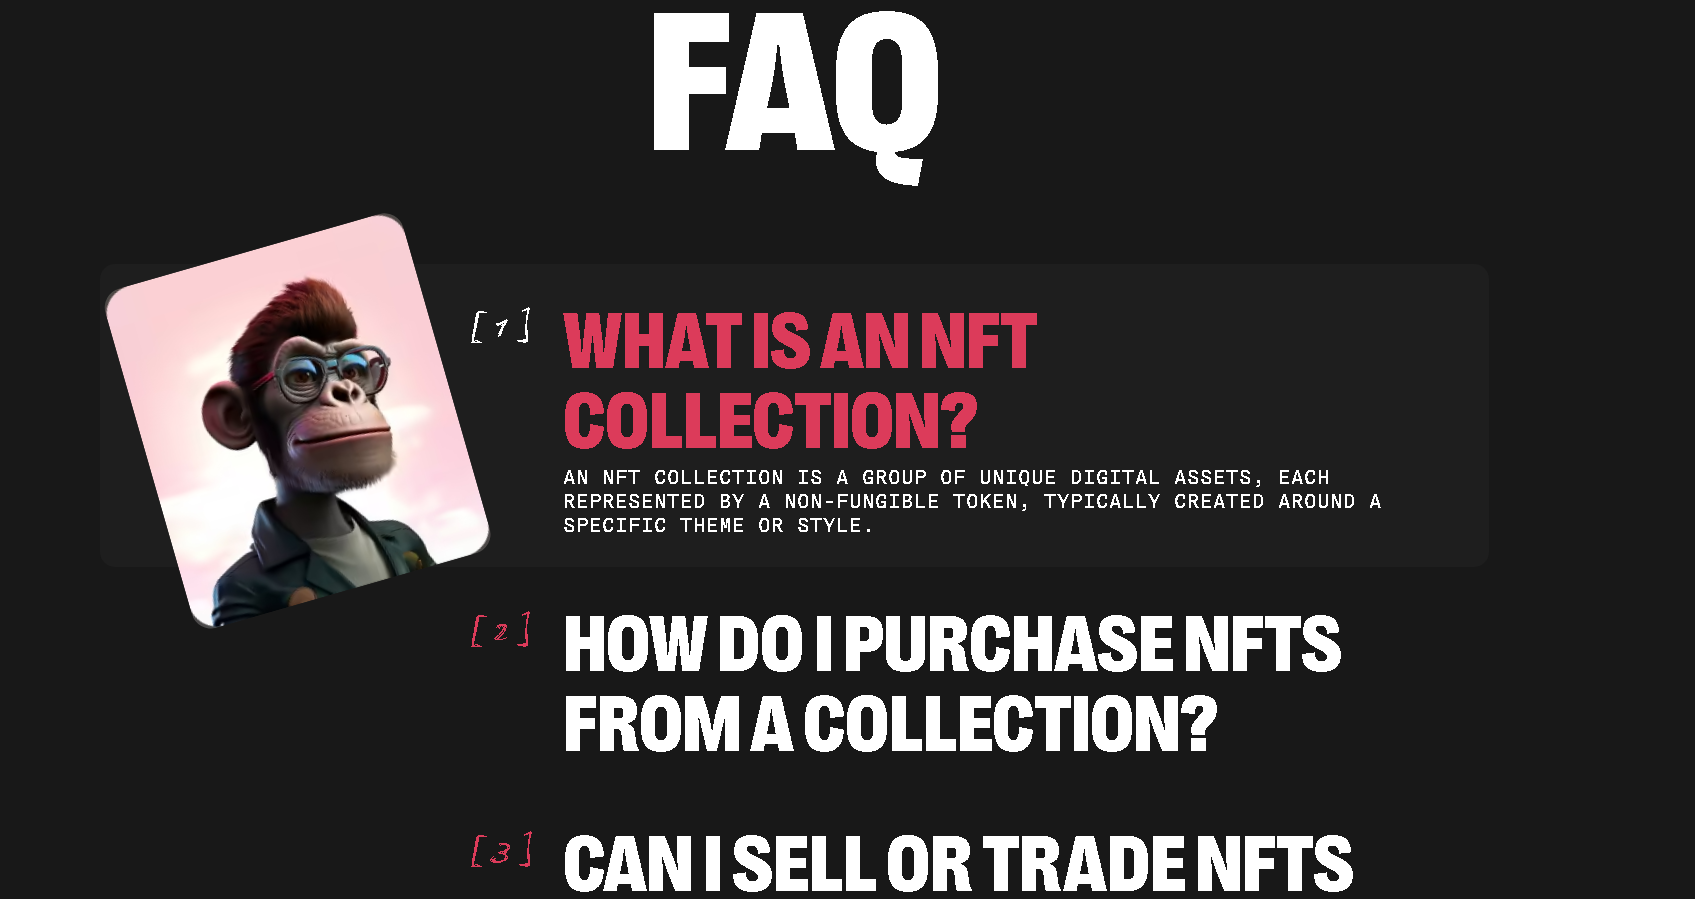 FAQ
[1]
WHAT IS AN NFT
COLLECTION?
AN NFT COLLECTION IS A GROUP OF UNIQUE DIGITAL ASSETS, EACH
REPRESENTED BY A NON-FUNGIBLE TOKEN, TYPICALLY CREATED AROUND A
SPECIFIC THEME OR STYLE.
[2]
HOW DO I PURCHASE NFTS
FROM A COLLECTION?
[3]
CAN I SELL OR TRADE NFTS